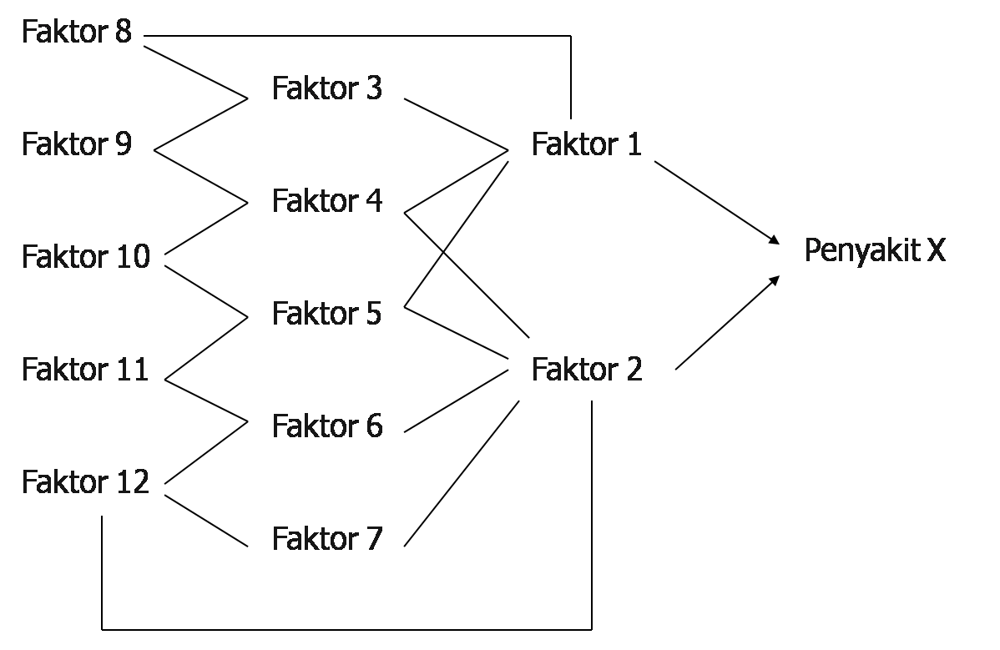 Faktor 8
Faktor 3
Faktor 9
Faktor 1
Faktor 4
Faktor 10
Penyakit X
Faktor 5
Faktor 11
Faktor 2
Faktor 6
Faktor 12
Faktor 7